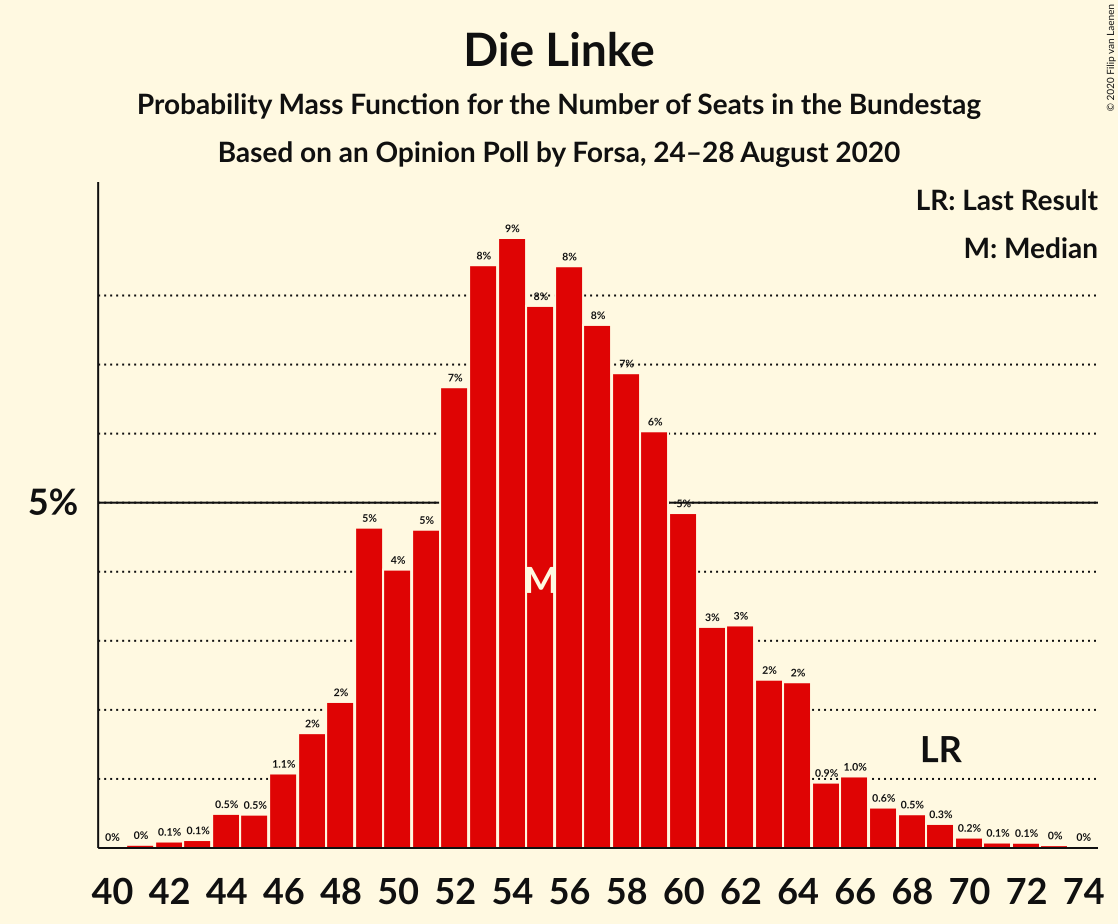 Die Linke
Probability Mass Function for the Number of Seats in the Bundestag
Based on an Opinion Poll by Forsa, 24–28 August 2020
© 2020 Filip van Laenen
LR: Last Result
M: Median
5%
0% 0% 0.1% 0.1% 0.5% 0.5% 1.1% 2% 2% 5% 4% 5% 7% 8% 9% 8% 8% 8% 7% 6% 5% 3% 3% 2% 2% 0.9% 1.0% 0.6% 0.5% 0.3% 0.2% 0.1% 0.1% 0% 0%
M
LR
40 42 44 46 48 50 52 54 56 58 60 62 64 66 68 70 72 74